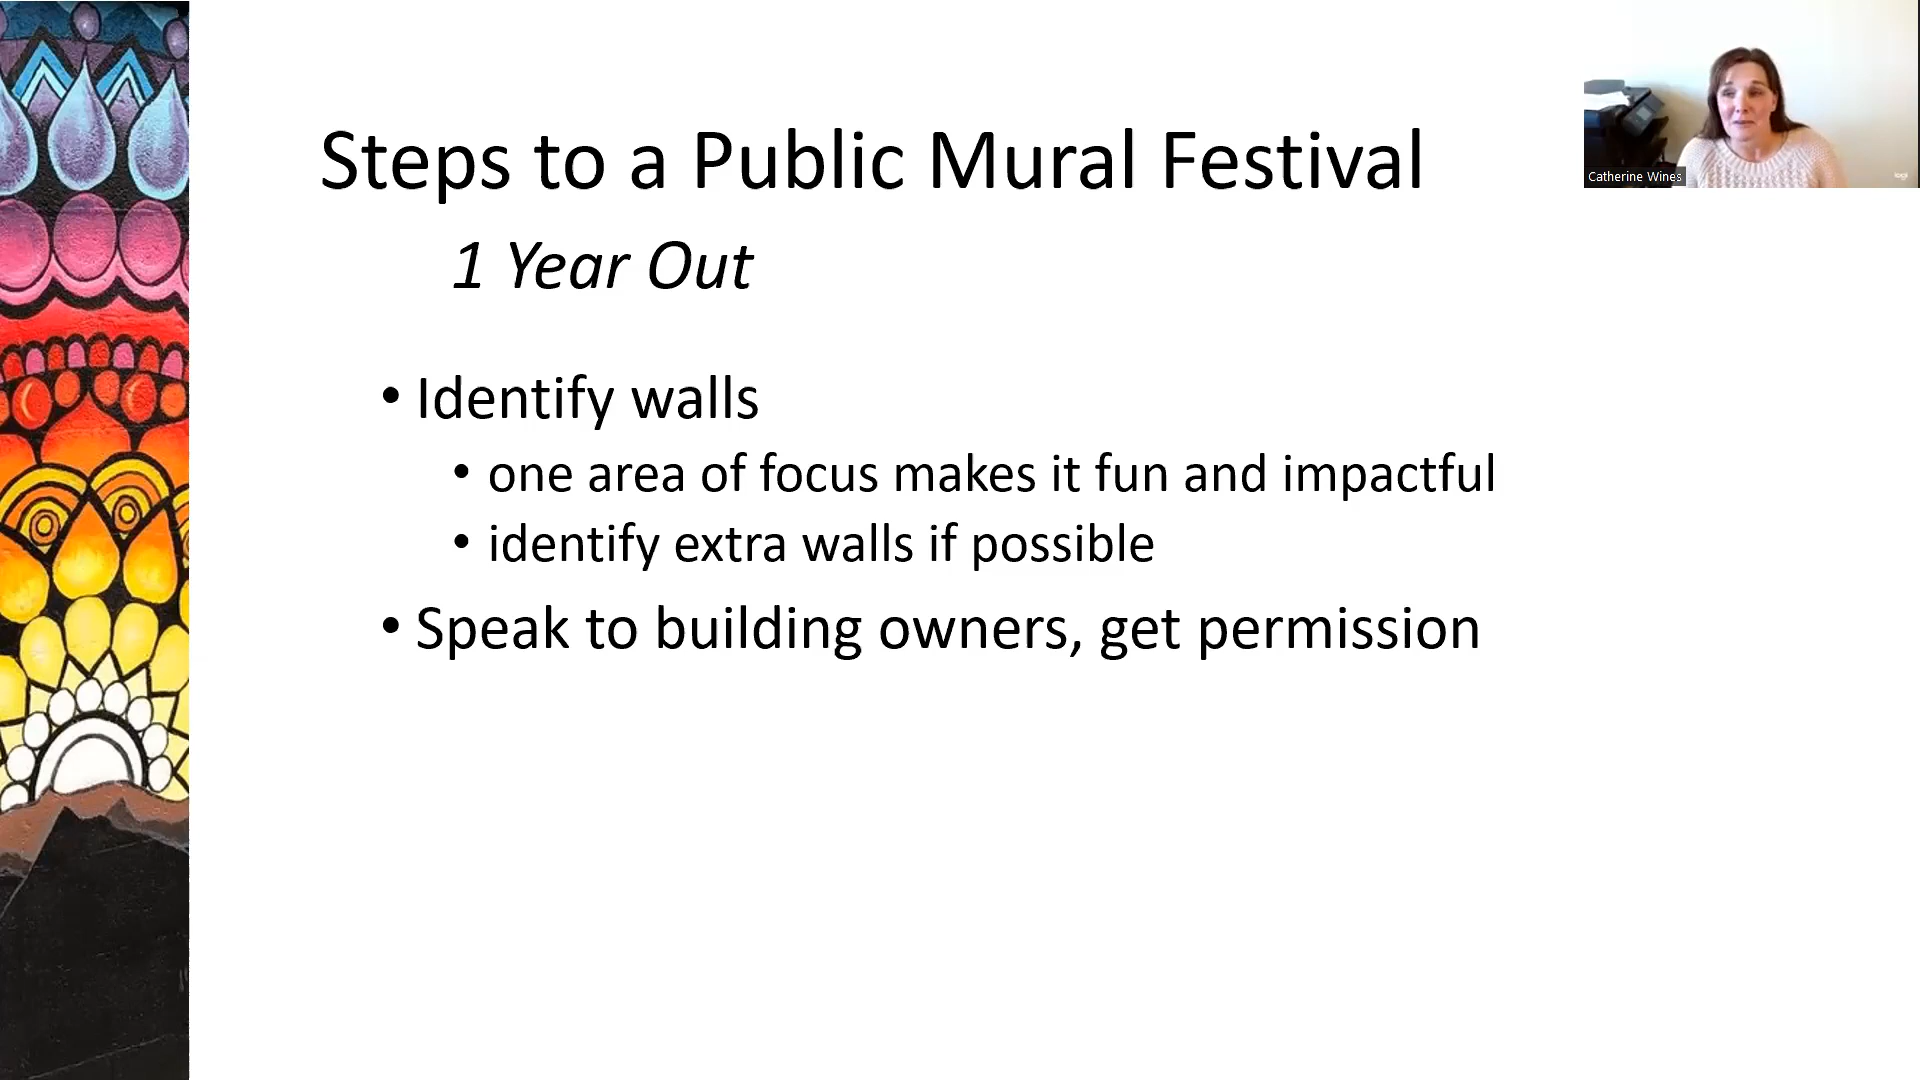 Steps to a Public Mural Festival
1 Year Out
• Identify walls
• one area of focus makes it fun and impactful
• identify extra walls if possible
• Speak to building owners, get permission
Catherine Wines
logi